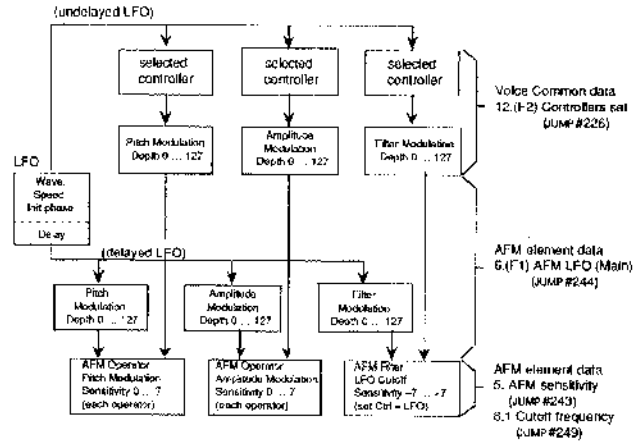 (undelayed LFO)
selected
controller
selected
controller
selected
controller
Voice Common data
12.(F2) Controllers set
(JUMP #226)
Pitch Modulation
Depth 0 ... 127
Amplitude
Modulation
Depth 0 ... 127
Filter Modulation
Depth 0 ... 127
LFO
Wave,
Speed
Init phase
Delay
(delayed LFO)
AFM element data
6.(F1) AFM LFO (Main)
(JUMP #244)
Pitch
Modulation
Depth 0 ... 127
Amplitude
Modulation
Depth 0 ... 127
Filter
Modulation
Depth 0 ... 127
AFM Operator
Pitch Modulation
Sensitivity 0 ... 7
(each operator)
AFM Operator
Amplitude Modulation
Sensitivity 0 ... 7
(each operator)
AFM Filter
LFO Cutoff
Sensitivity -7 ... +7
(set Ctrl = LFO)
AFM element data
5. AFM sensitivity
(JUMP #243)
8.1 Cutoff frequency
(JUMP #249)